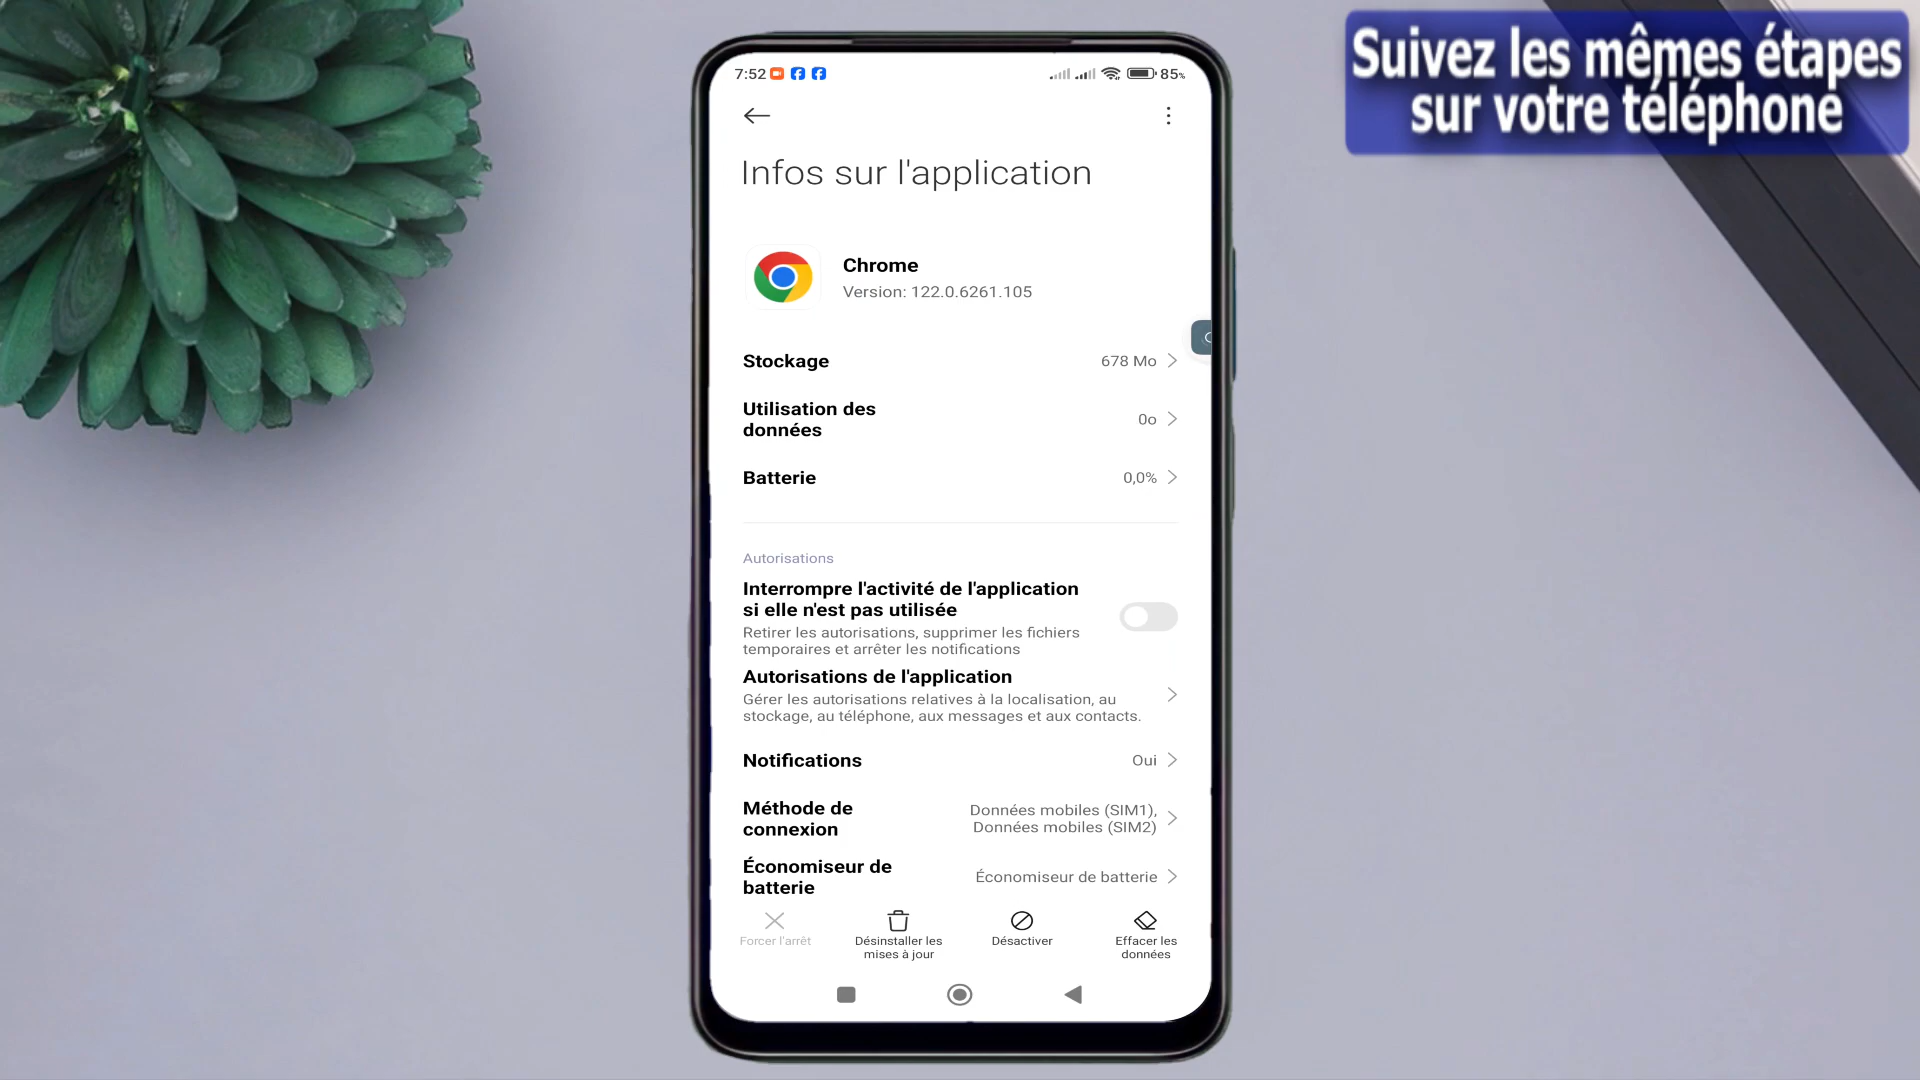 Suivez les mêmes étapes
sur votre téléphone
7:52
85%
Infos sur l'application
Chrome
Version: 122.0.6261.105
Stockage
678 Mo
Utilisation des
données
0o
Batterie
0,0%
Autorisations
Interrompre l'activité de l'application
si elle n'est pas utilisée
Retirer les autorisations, supprimer les fichiers
temporaires et arrêter les notifications
Autorisations de l'application
Gérer les autorisations relatives à la localisation, au
stockage, au téléphone, aux messages et aux contacts.
Notifications
Oui
Méthode de
connexion
Données mobiles (SIM1),
Données mobiles (SIM2)
Économiseur de
batterie
Économiseur de batterie
Forcer l'arrêt
Désinstaller les
mises à jour
Désactiver
Effacer les
données